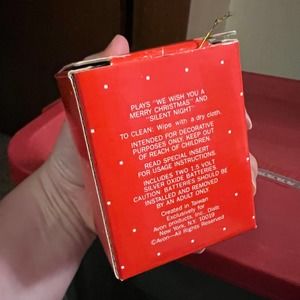 PLAYS "WE WISH YOU A
MERRY CHRISTMAS" AND
"SILENT NIGHT"
TO CLEAN: Wipe with a dry cloth.
INTENDED FOR DECORATIVE
PURPOSES ONLY, KEEP OUT
OF REACH OF CHILDREN.
READ SPECIAL INSERT
FOR USAGE INSTRUCTIONS.
INCLUDES TWO 1.5 VOLT
SILVER OXIDE BATTERIES.
CAUTION: BATTERIES SHOULD BE
INSTALLED AND REMOVED
BY AN ADULT ONLY
Created in Taiwan
Exclusively for
Avon products, Inc., Distr.
New York, N.Y. 10019
©Avon—All Rights Reserved